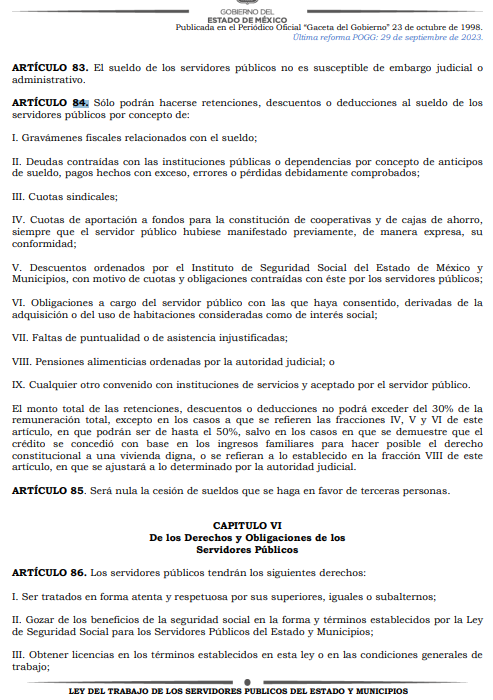 GOBIERNO DEL
ESTADO DE MÉXICO
Publicada en el Periódico Oficial “Gaceta del Gobierno” 23 de octubre de 1998.
Última reforma POGG: 29 de septiembre de 2023.
ARTÍCULO 83. El sueldo de los servidores públicos no es susceptible de embargo judicial o
administrativo.
ARTÍCULO 84. Sólo podrán hacerse retenciones, descuentos o deducciones al sueldo de los
servidores públicos por concepto de:
I. Gravámenes fiscales relacionados con el sueldo;
II. Deudas contraídas con las instituciones públicas o dependencias por concepto de anticipos
de sueldo, pagos hechos con exceso, errores o pérdidas debidamente comprobados;
III. Cuotas sindicales;
IV. Cuotas de aportación a fondos para la constitución de cooperativas y de cajas de ahorro,
siempre que el servidor público hubiese manifestado previamente, de manera expresa, su
conformidad;
V. Descuentos ordenados por el Instituto de Seguridad Social del Estado de México y
Municipios, con motivo de cuotas y obligaciones contraídas con éste por los servidores públicos;
VI. Obligaciones a cargo del servidor público con las que haya consentido, derivadas de la
adquisición o del uso de habitaciones consideradas como de interés social;
VII. Faltas de puntualidad o de asistencia injustificadas;
VIII. Pensiones alimenticias ordenadas por la autoridad judicial; o
IX. Cualquier otro convenio con instituciones de servicios y aceptado por el servidor público.
El monto total de las retenciones, descuentos o deducciones no podrá exceder del 30% de la
remuneración total, excepto en los casos a que se refieren las fracciones IV, V y VI de este
artículo, en que podrán ser de hasta el 50%, salvo en los casos en que se demuestre que el
crédito se concedió con base en los ingresos familiares para hacer posible el derecho
constitucional a una vivienda digna, o se refieran a lo establecido en la fracción VIII de este
artículo, en que se ajustará a lo determinado por la autoridad judicial.
ARTÍCULO 85. Será nula la cesión de sueldos que se haga en favor de terceras personas.
CAPITULO VI
De los Derechos y Obligaciones de los
Servidores Públicos
ARTÍCULO 86. Los servidores públicos tendrán los siguientes derechos:
I. Ser tratados en forma atenta y respetuosa por sus superiores, iguales o subalternos;
II. Gozar de los beneficios de la seguridad social en la forma y términos establecidos por la Ley
de Seguridad Social para los Servidores Públicos del Estado y Municipios;
III. Obtener licencias en los términos establecidos en esta ley o en las condiciones generales de
trabajo;
LEY DEL TRABAJO DE LOS SERVIDORES PUBLICOS DEL ESTADO Y MUNICIPIOS